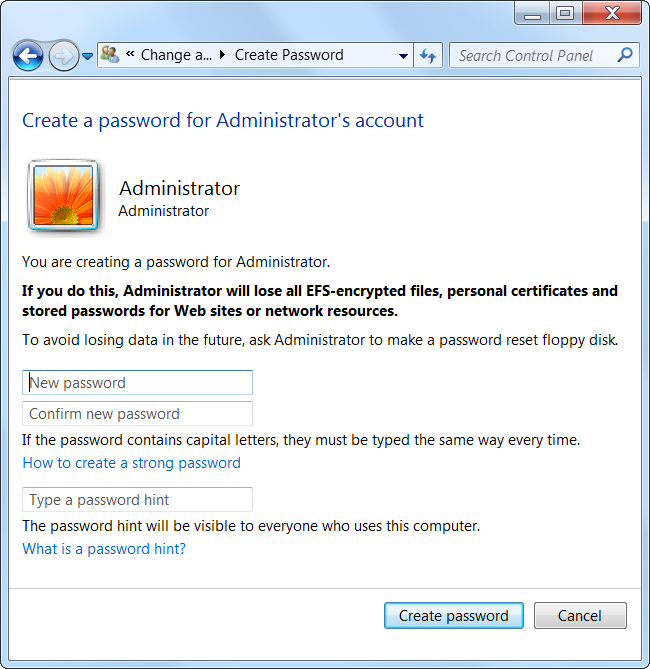 « Change a... Create Password
Search Control Panel
Create a password for Administrator's account
Administrator
Administrator
You are creating a password for Administrator.
If you do this, Administrator will lose all EFS-encrypted files, personal certificates and
stored passwords for Web sites or network resources.
To avoid losing data in the future, ask Administrator to make a password reset floppy disk.
New password
Confirm new password
If the password contains capital letters, they must be typed the same way every time.
How to create a strong password
Type a password hint
The password hint will be visible to everyone who uses this computer.
What is a password hint?
Create password Cancel